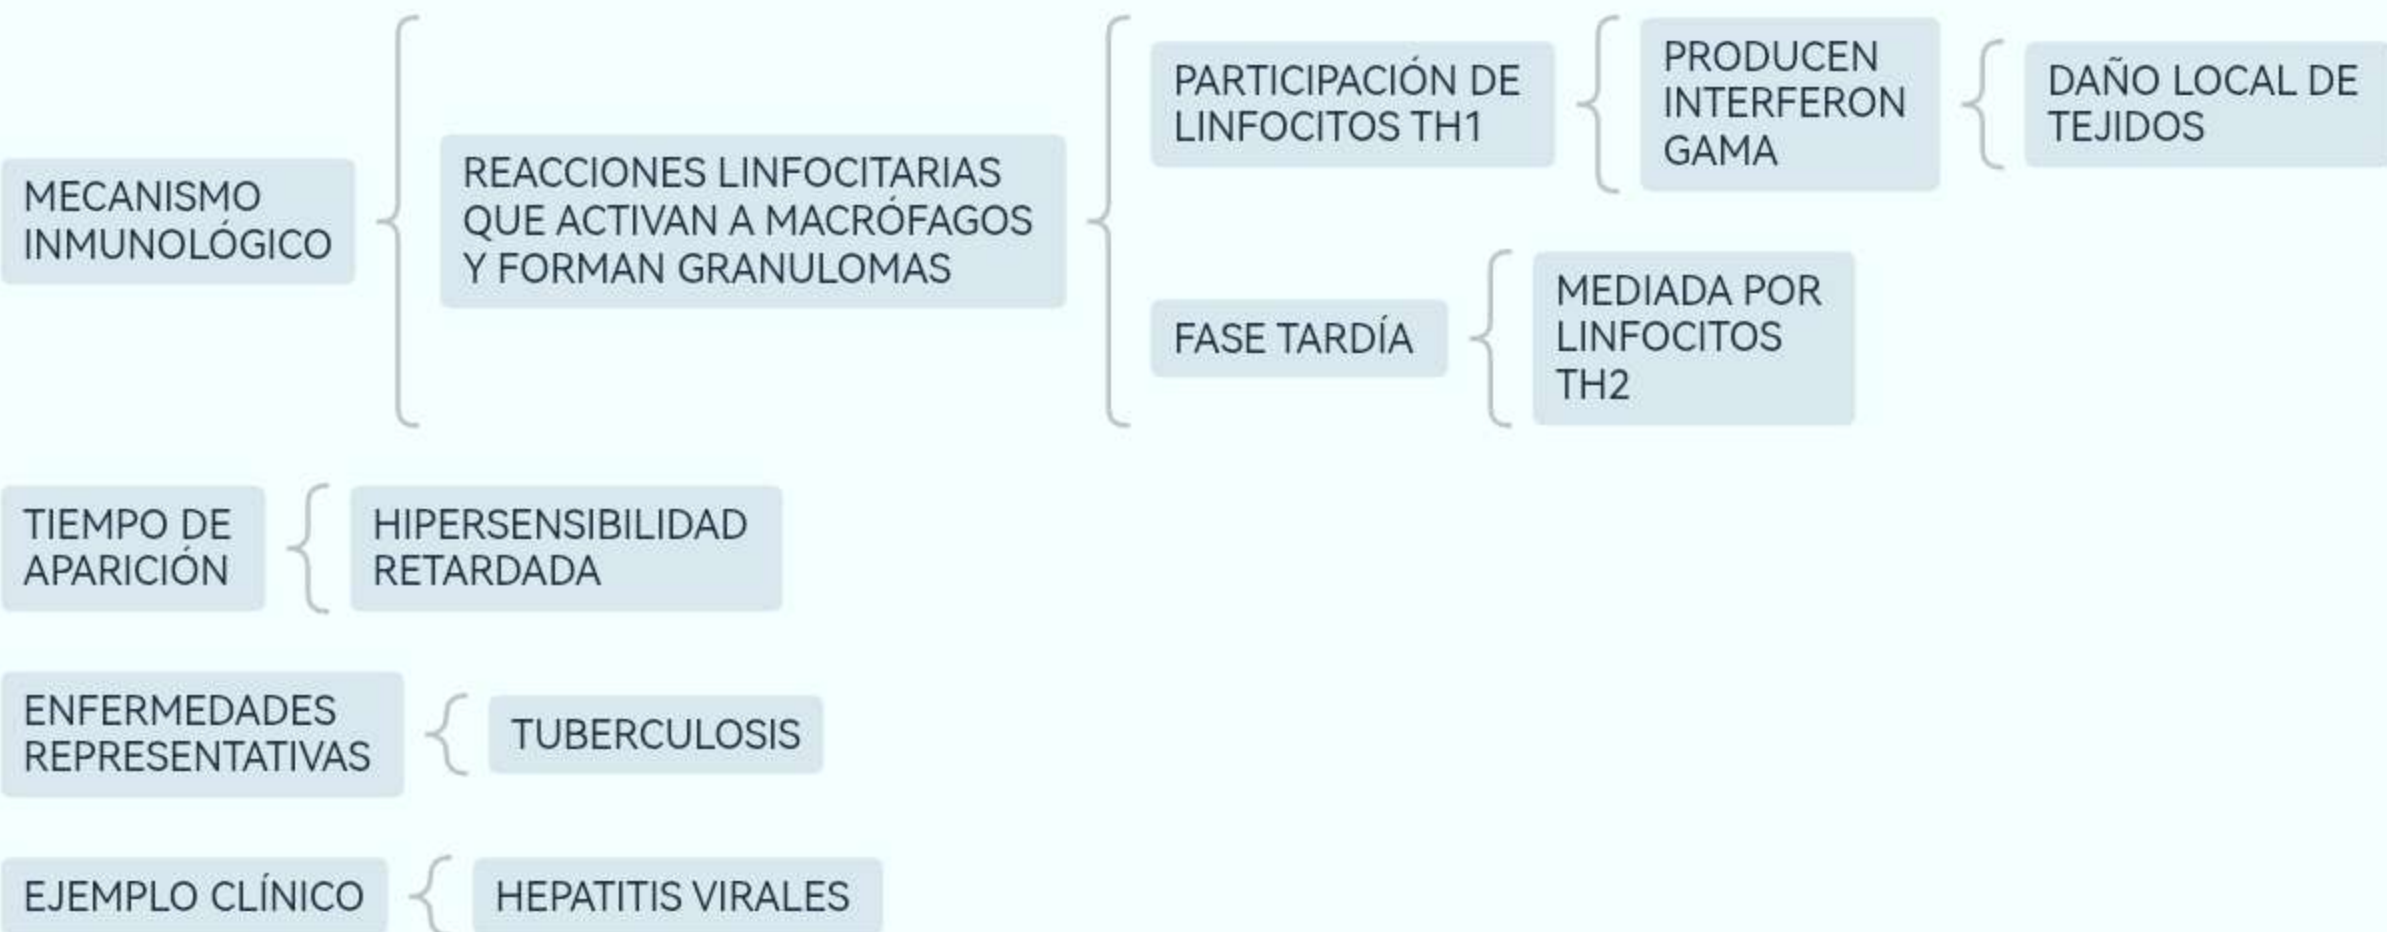 MECANISMO
INMUNOLÓGICO
REACCIONES LINFOCITARIAS
QUE ACTIVAN A MACRÓFAGOS
Y FORMAN GRANULOMAS
PARTICIPACIÓN DE
LINFOCITOS TH1
PRODUCEN
INTERFERON
GAMA
DAÑO LOCAL DE
TEJIDOS
FASE TARDÍA
MEDIADA POR
LINFOCITOS
TH2
TIEMPO DE
APARICIÓN
HIPERSENSIBILIDAD
RETARDADA
ENFERMEDADES
REPRESENTATIVAS
TUBERCULOSIS
EJEMPLO CLÍNICO
HEPATITIS VIRALES